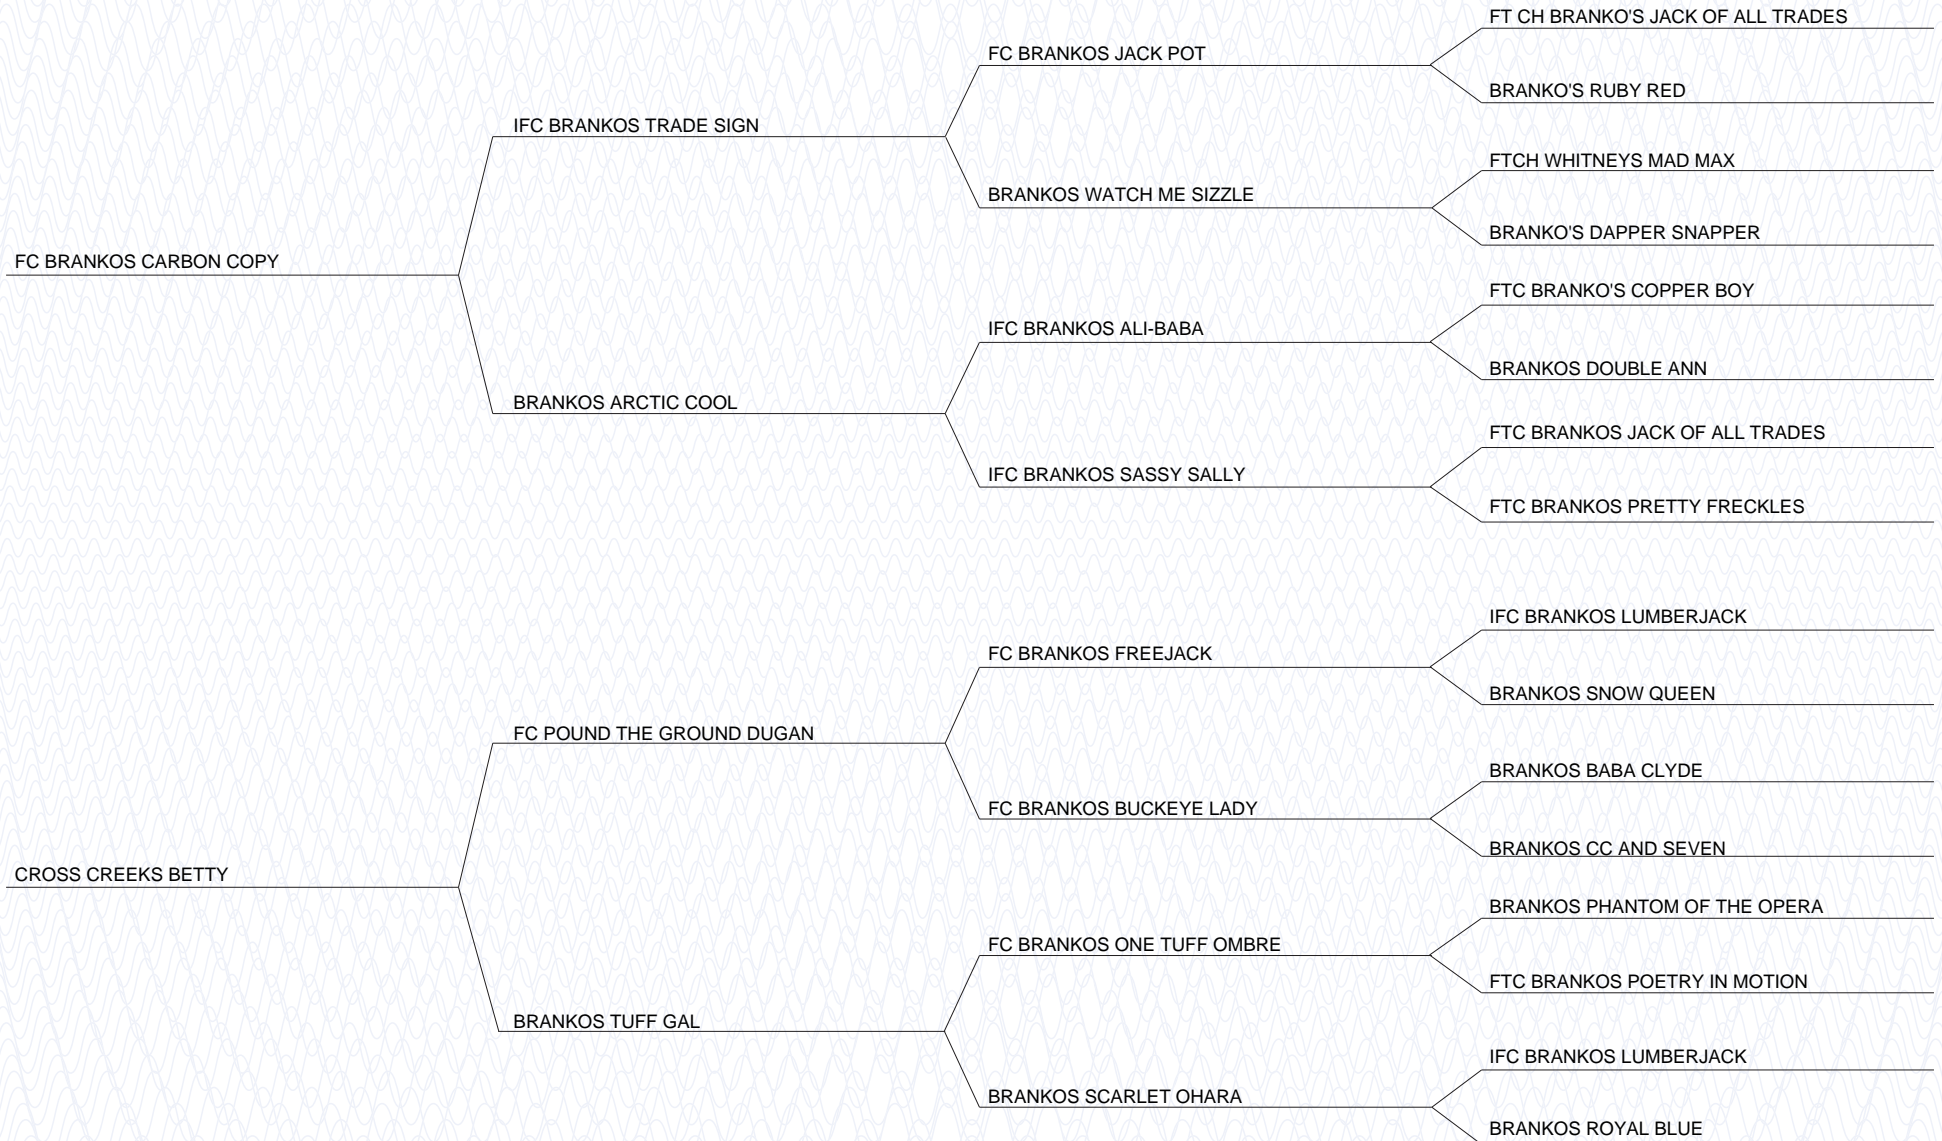 FT CH BRANKO'S JACK OF ALL TRADES
FC BRANKOS JACK POT
BRANKO'S RUBY RED
IFC BRANKOS TRADE SIGN
FTCH WHITNEYS MAD MAX
BRANKOS WATCH ME SIZZLE
BRANKO'S DAPPER SNAPPER
FC BRANKOS CARBON COPY
FTC BRANKO'S COPPER BOY
IFC BRANKOS ALI-BABA
BRANKOS DOUBLE ANN
BRANKOS ARCTIC COOL
FTC BRANKOS JACK OF ALL TRADES
IFC BRANKOS SASSY SALLY
FTC BRANKOS PRETTY FRECKLES
IFC BRANKOS LUMBERJACK
FC BRANKOS FREEJACK
BRANKOS SNOW QUEEN
FC POUND THE GROUND DUGAN
BRANKOS BABA CLYDE
FC BRANKOS BUCKEYE LADY
BRANKOS CC AND SEVEN
CROSS CREEKS BETTY
BRANKOS PHANTOM OF THE OPERA
FC BRANKOS ONE TUFF OMBRE
FTC BRANKOS POETRY IN MOTION
BRANKOS TUFF GAL
IFC BRANKOS LUMBERJACK
BRANKOS SCARLET OHARA
BRANKOS ROYAL BLUE